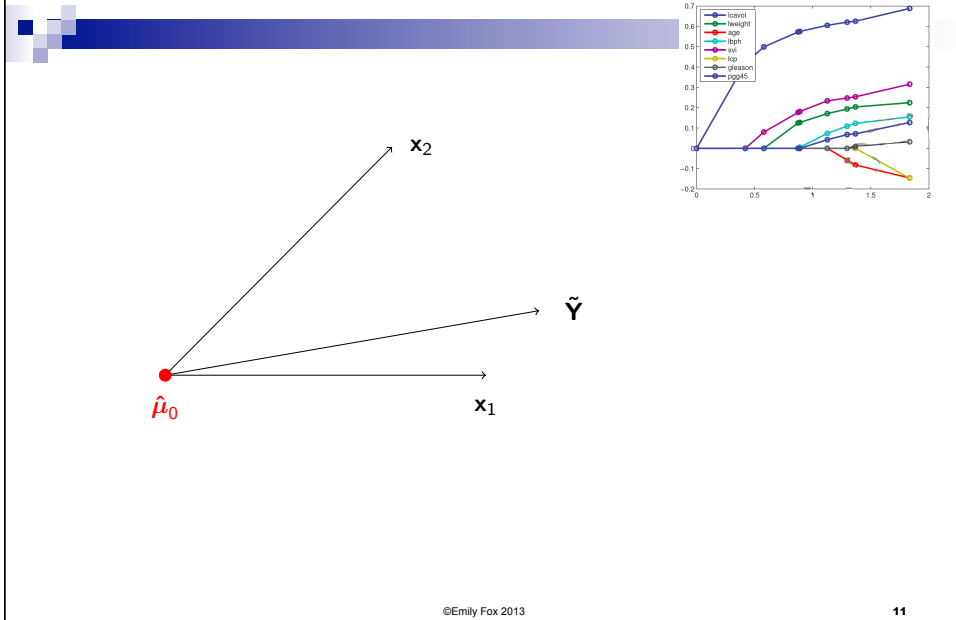 0.7
0.6
0.5
0.4
0.3
0.2
0.1
0
−0.1
−0.2
0 0.5 1 1.5 2
lcavol
lweight
age
lbph
svi
lcp
gleason
pgg45
x₂
Ỹ
μ̂₀
x₁
©Emily Fox 2013
11